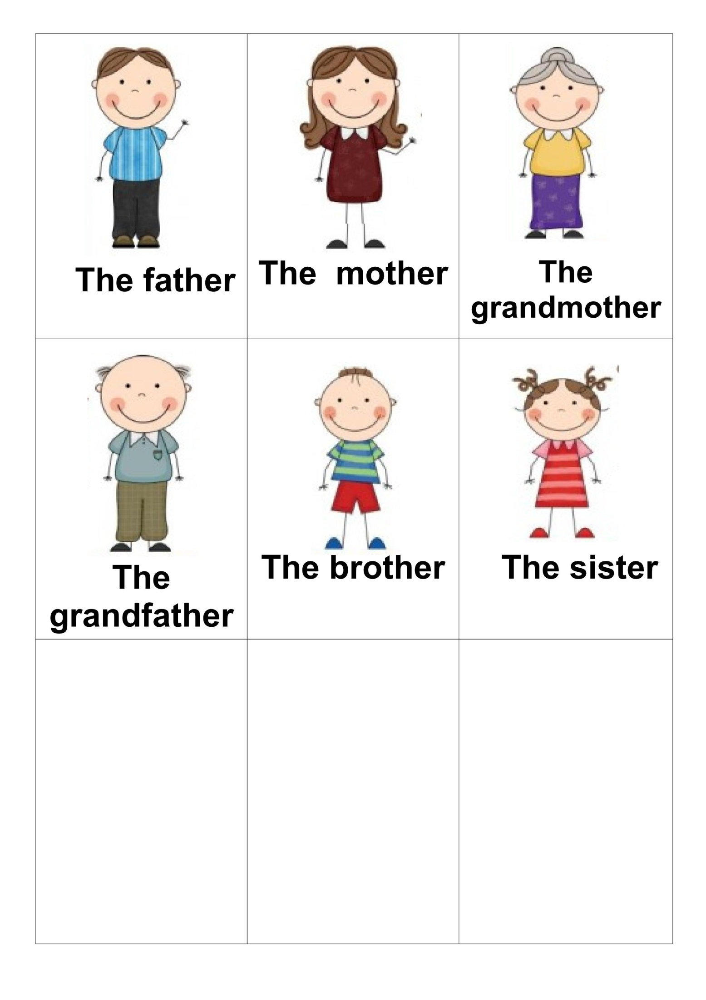 The father
The  mother
The
grandmother
The
grandfather
The brother
The sister